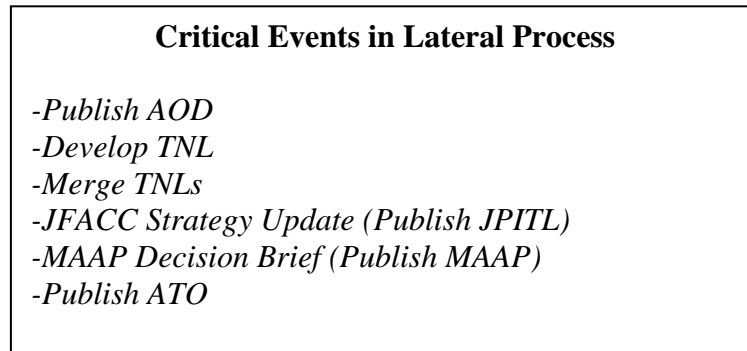 Critical Events in Lateral Process
-Publish AOD
-Develop TNL
-Merge TNLs
-JFACC Strategy Update (Publish JPITL)
-MAAP Decision Brief (Publish MAAP)
-Publish ATO